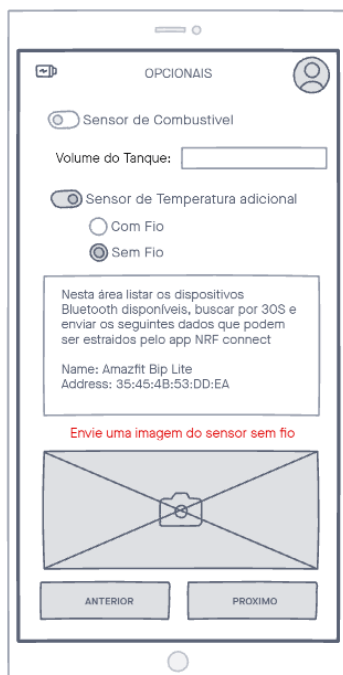 OPCIONAIS
Sensor de Combustivel
Volume do Tanque:
Sensor de Temperatura adicional
Com Fio
Sem Fio
Nesta área listar os dispositivos
Bluetooth disponíveis, buscar por 30S e
enviar os seguintes dados que podem
ser estraidos pelo app NRF connect
Name: Amazfit Bip Lite
Address: 35:45:4B:53:DD:EA
Envie uma imagem do sensor sem fio
ANTERIOR
PROXIMO